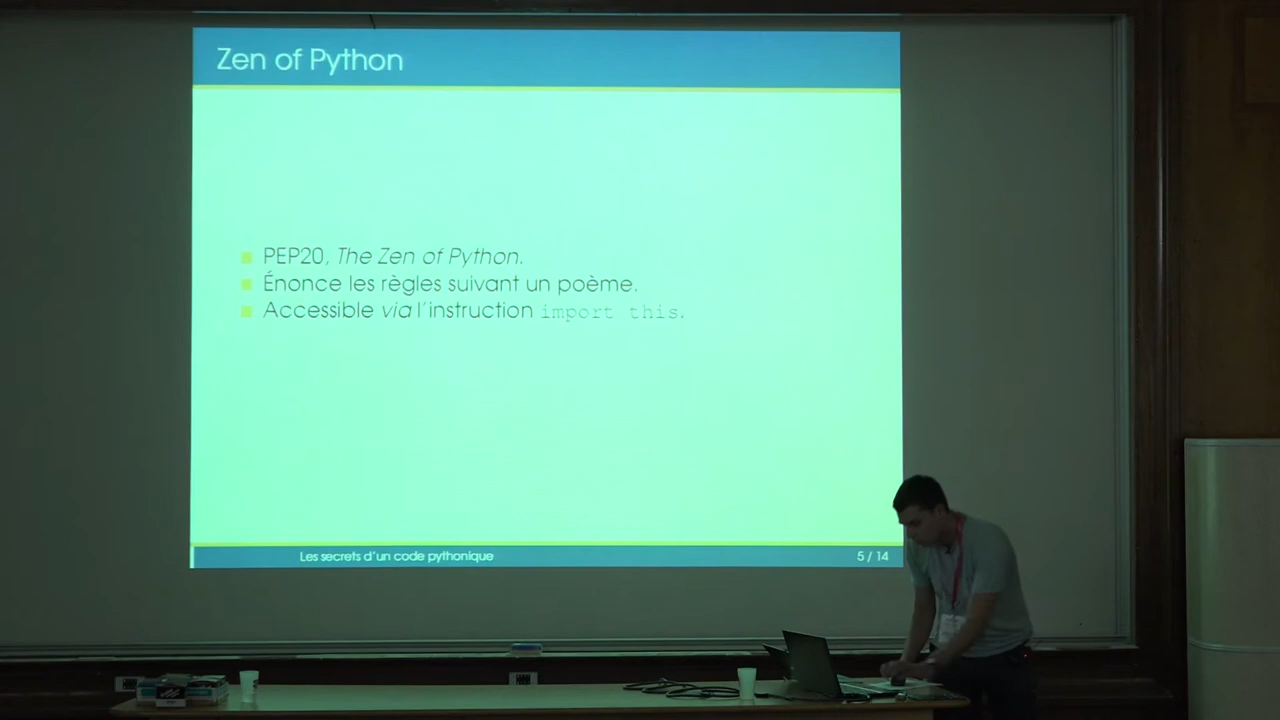 Zen of Python
PEP20, The Zen of Python.
Énonce les règles suivant un poème.
Accessible via l'instruction import this.
Les secrets d'un code pythonique
5 / 14